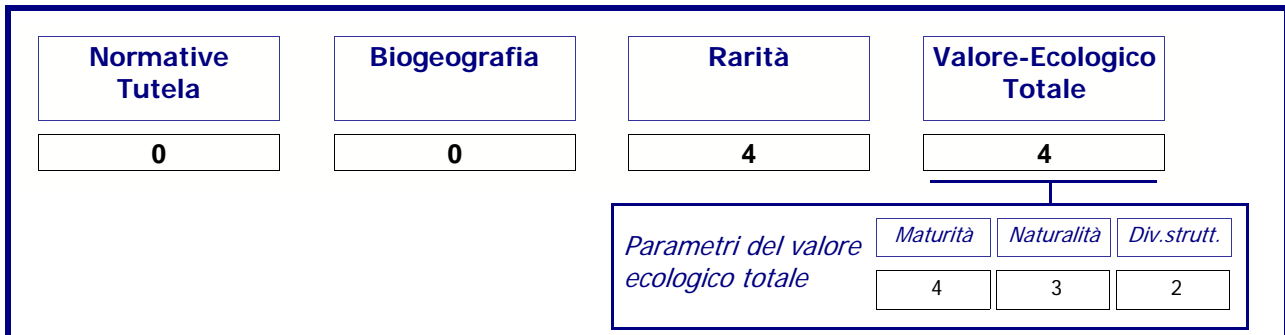 Normative
Tutela
Biogeografia
Rarità
Valore-Ecologico
Totale
0
0
4
4
Parametri del valore
ecologico totale
Maturità
Naturalità
Div.strutt.
4
3
2